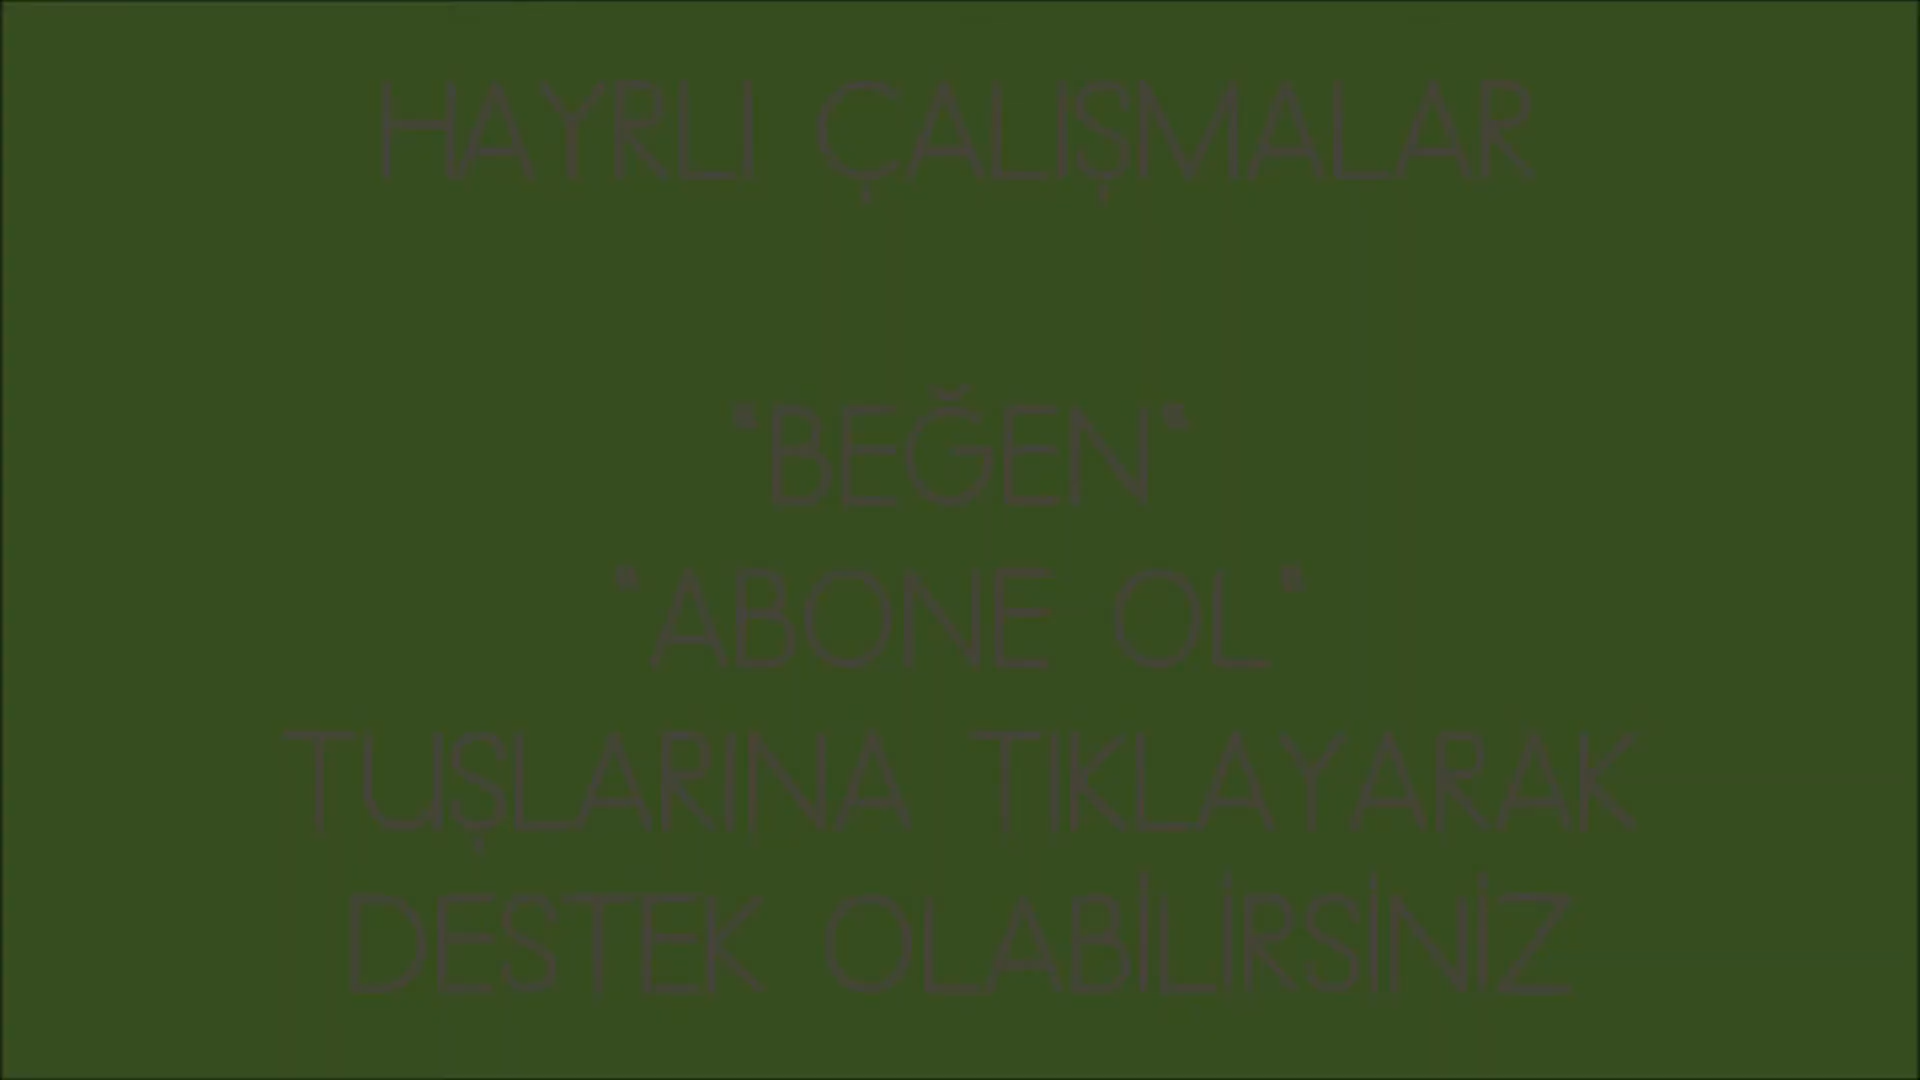 HAYRLI ÇALIŞMALAR
"BEĞEN"
"ABONE OL"
TUŞLARINA TIKLAYARAK
DESTEK OLABİLİRSİNİZ